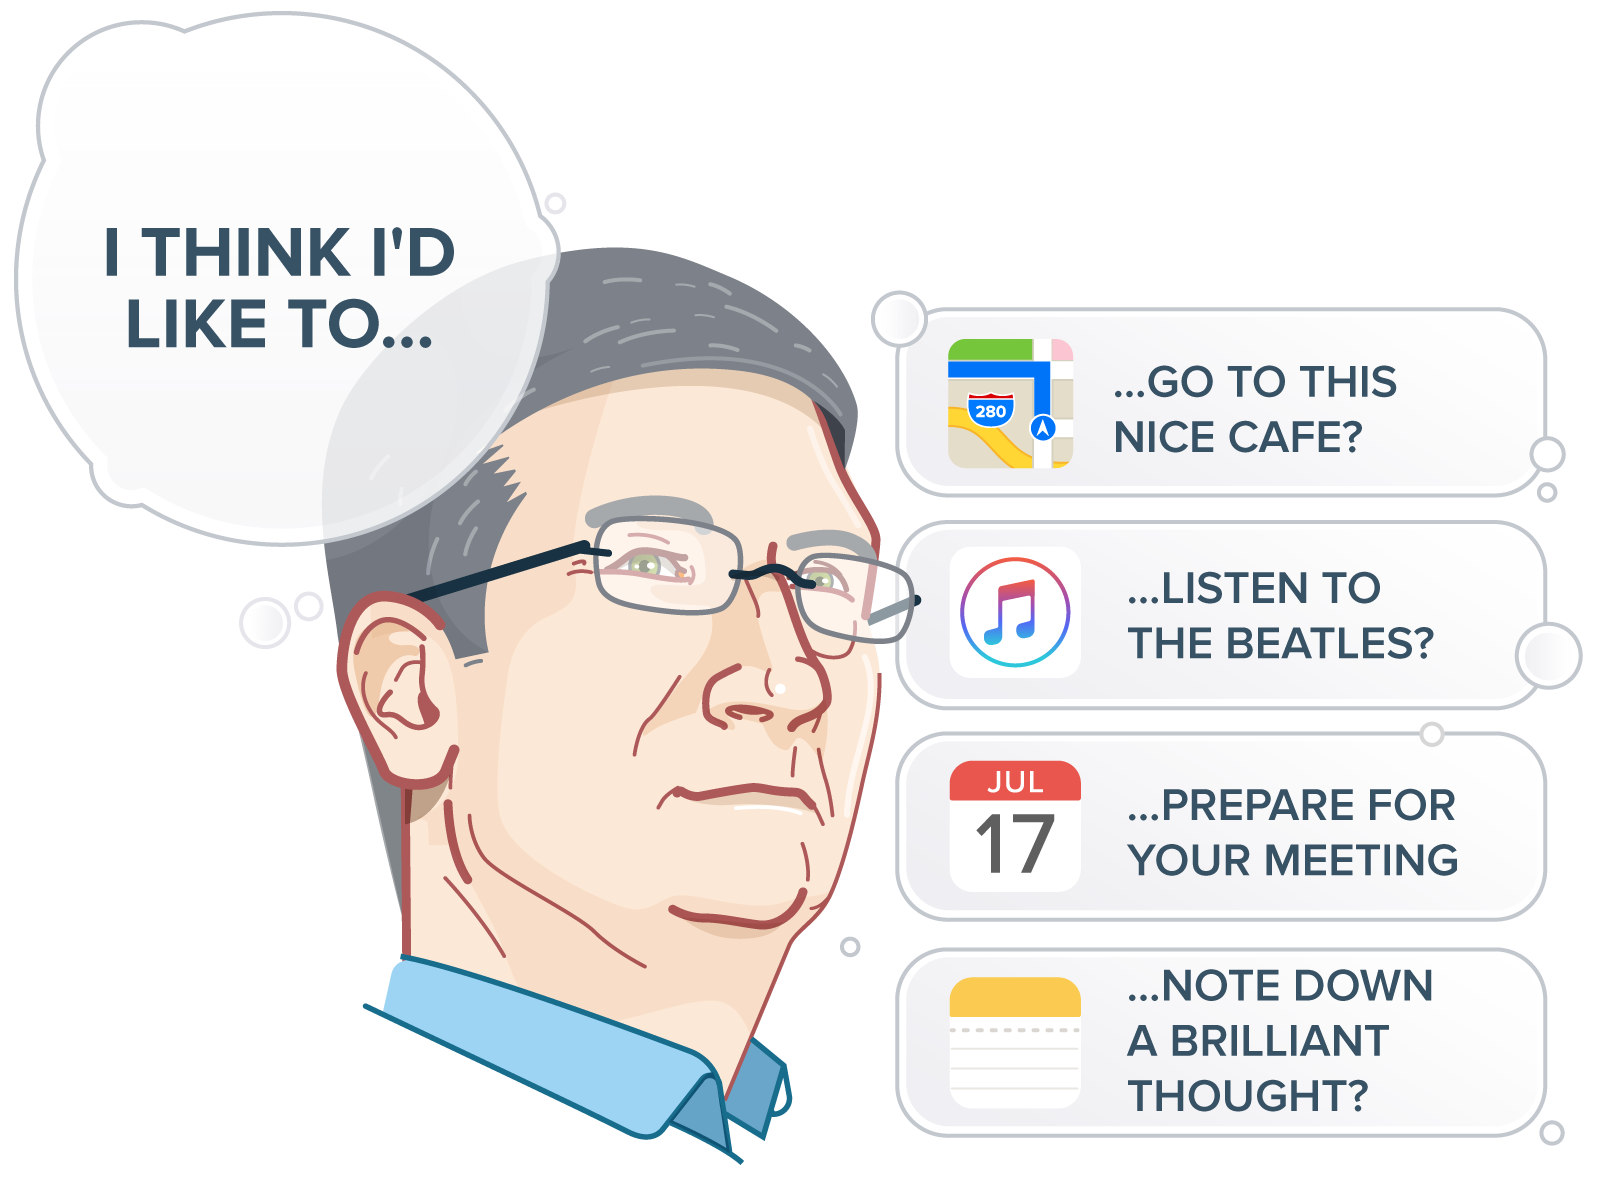 I THINK I'D
LIKE TO...
280
...GO TO THIS
NICE CAFE?
...LISTEN TO
THE BEATLES?
JUL
17
...PREPARE FOR
YOUR MEETING
...NOTE DOWN
A BRILLIANT
THOUGHT?